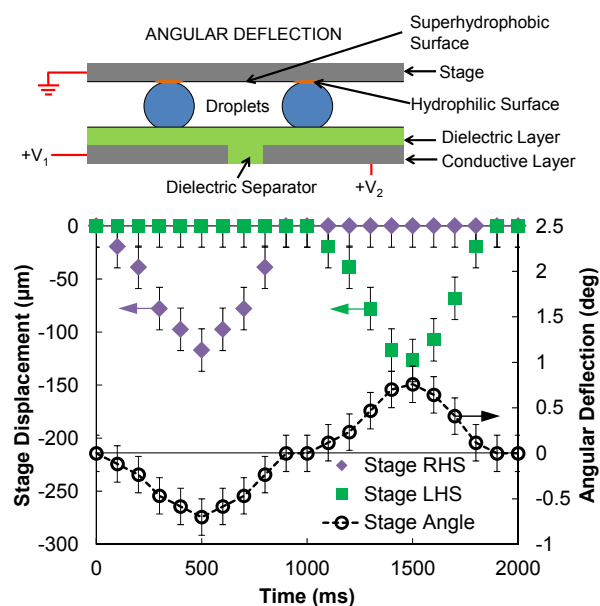 ANGULAR DEFLECTION
Superhydrophobic
Surface
Stage
Droplets
Hydrophilic Surface
Dielectric Layer
+V1
Conductive Layer
Dielectric Separator
+V2
Stage Displacement (µm)
0
-50
-100
-150
-200
-250
-300
2.5
2
1.5
1
0.5
0
-0.5
-1
Angular Deflection (deg)
Stage RHS
Stage LHS
Stage Angle
0
500
1000
1500
2000
Time (ms)